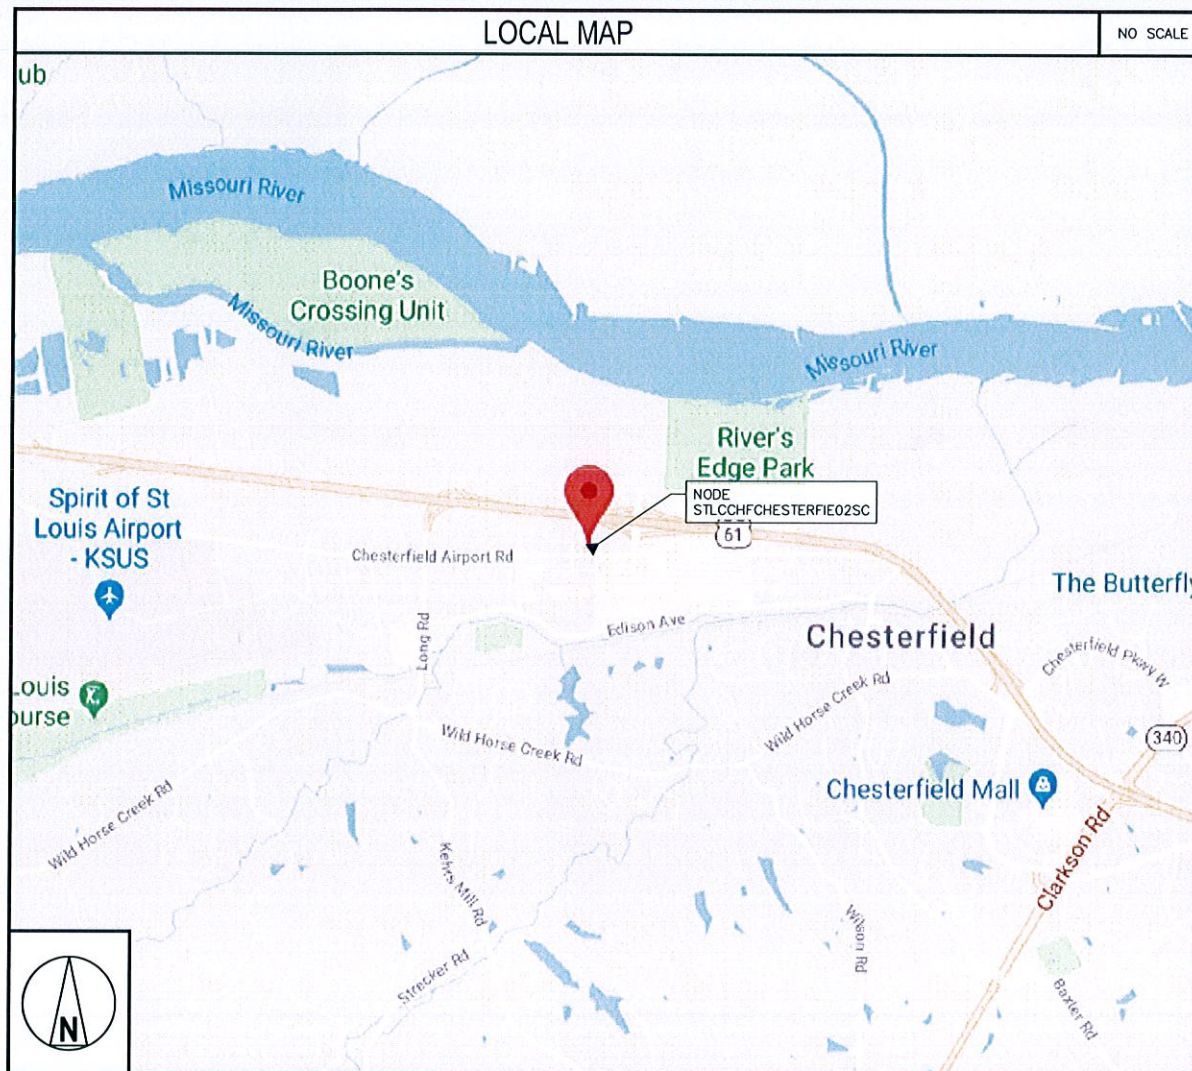 LOCAL MAP
NO SCALE
ub
Missouri River
Boone's
Crossing Unit
Missouri River
Missouri River
River's
Edge Park
NODE
STLCCHFCHESTERFIE02SC
61
Spirit of St
Louis Airport
- KSUS
Chesterfield Airport Rd
The Butterfly
Long Rd
Edison Ave
Chesterfield
Chesterfield Pkwy W
Louis
ourse
Wild Horse Creek Rd
Wild Horse Creek Rd
340
Chesterfield Mall
Wild Horse Creek Rd
Clarkson Rd
Kehrs Mill Rd
Wilson Rd
Strecker Rd
Baxter Rd
N